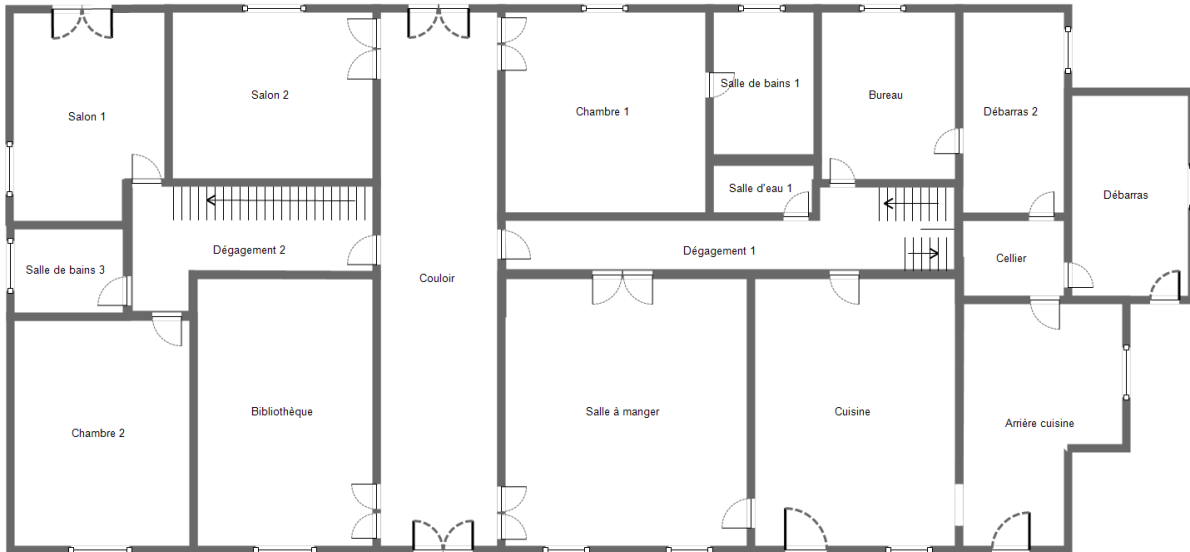 Salon 1
Salon 2
Chambre 1
Salle de bains 1
Bureau
Débarras 2
Débarras
Salle d'eau 1
Dégagement 2
Dégagement 1
Salle de bains 3
Couloir
Cellier
Chambre 2
Bibliothèque
Salle à manger
Cuisine
Arrière cuisine